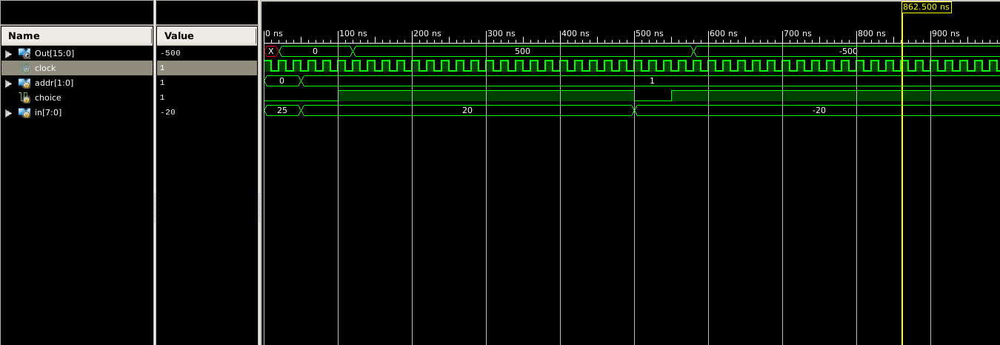 862.500 ns
Name Value 0 ns 100 ns 200 ns 300 ns 400 ns 500 ns 600 ns 700 ns 800 ns 900 ns
Out[15:0] -500 X 0 500 -500
clock 1
addr[1:0] 1 0 1
choice 1
in[7:0] -20 25 20 -20